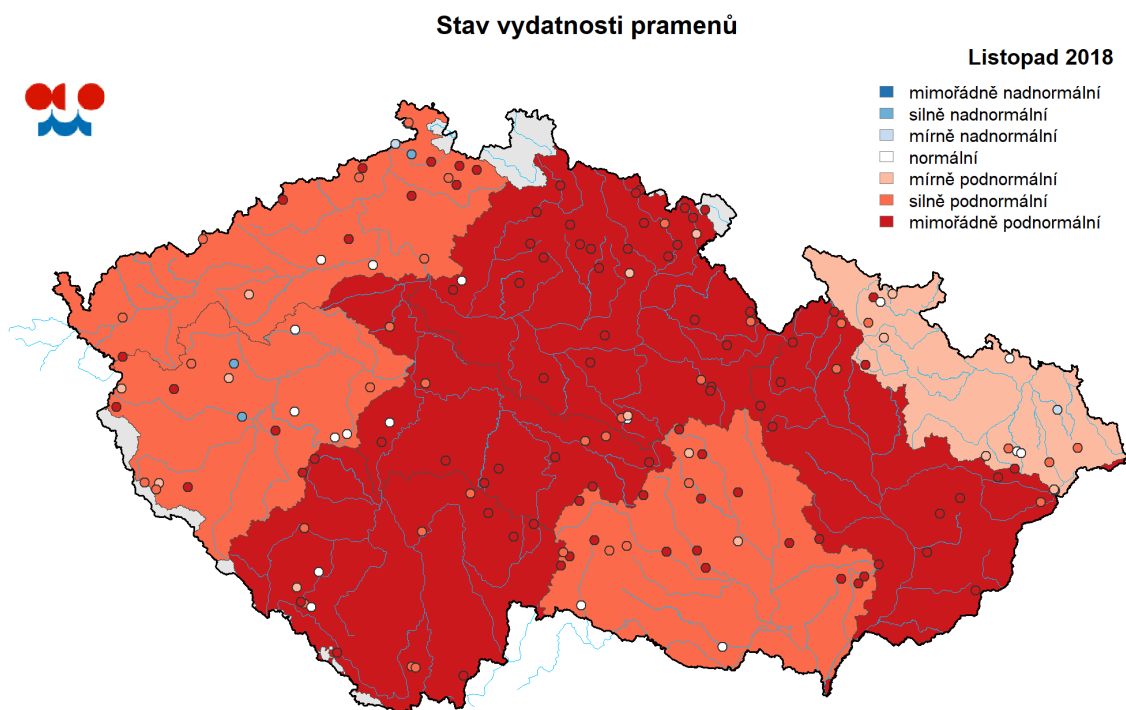 Stav vydatnosti pramenů
Listopad 2018
mimořádně nadnormální
silně nadnormální
mírně nadnormální
normální
mírně podnormální
silně podnormální
mimořádně podnormální